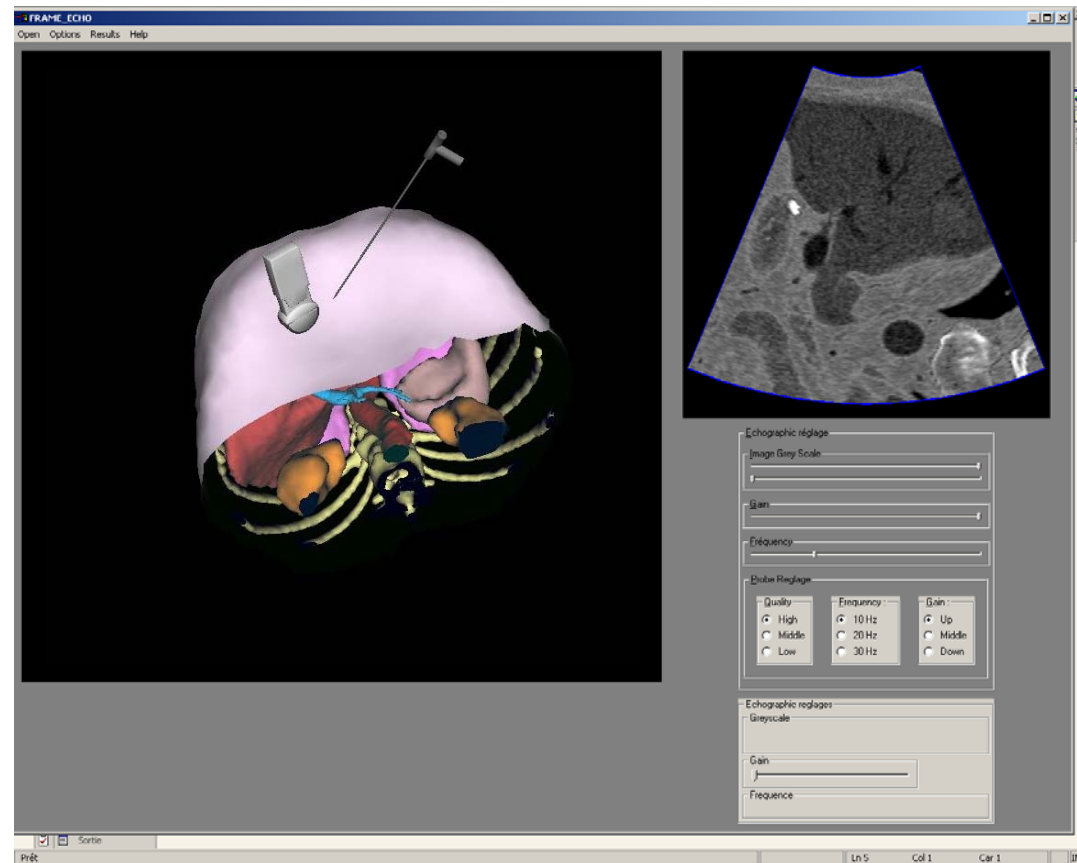 FRAME_ECHO
Open Options Results Help
Echographic réglage
Image Grey Scale
Gain
Fréquency
Probe Reglage
Quality Frequency : Gain :
High 10 Hz Up
Middle 20 Hz Middle
Low 30 Hz Down
Echographic reglages
Greyscale
Gain
Frequence
Sortie
Prêt Ln 5 Col 1 Car 1